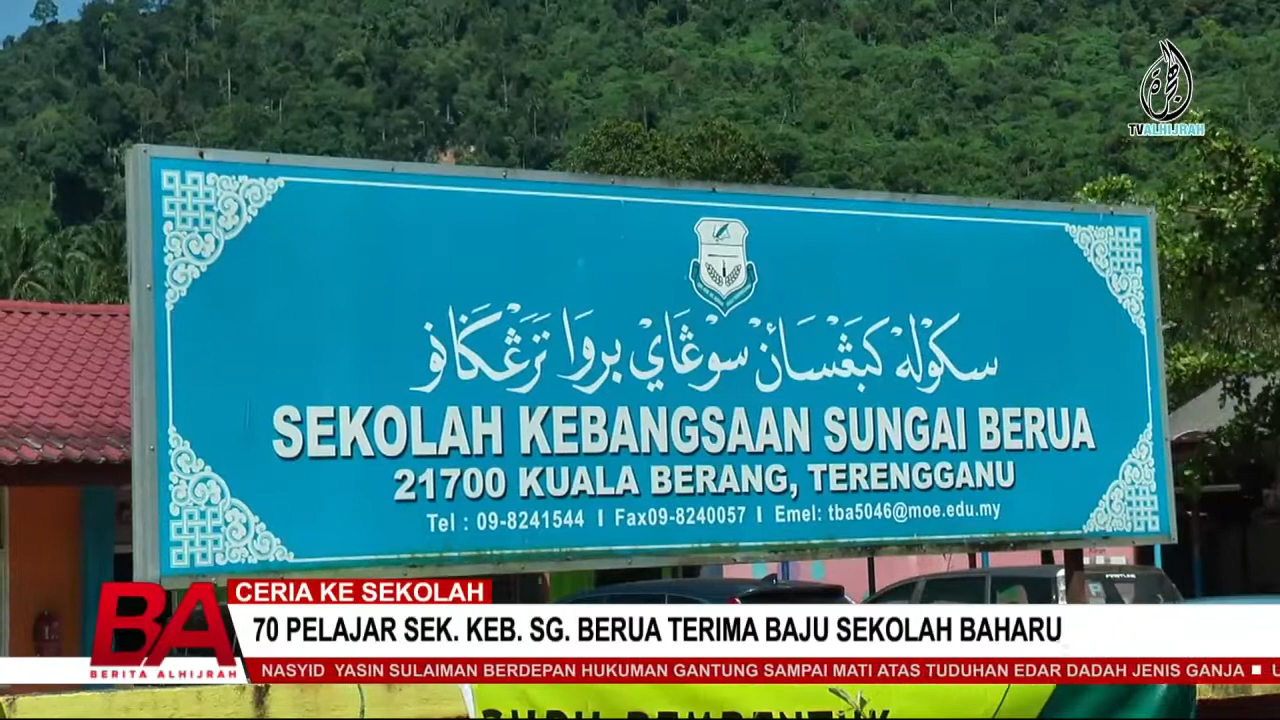 TVALHIJRAH
سكوله كبڠسأن سوڠاي بروا ترڠݢانو
SEKOLAH KEBANGSAAN SUNGAI BERUA
21700 KUALA BERANG, TERENGGANU
Tel : 09-8241544 I Fax09-8240057 I Emel: tba5046@moe.edu.my
CERIA KE SEKOLAH
BA
BERITA ALHIJRAH
70 PELAJAR SEK. KEB. SG. BERUA TERIMA BAJU SEKOLAH BAHARU
NASYID YASIN SULAIMAN BERDEPAN HUKUMAN GANTUNG SAMPAI MATI ATAS TUDUHAN EDAR DADAH JENIS GANJA